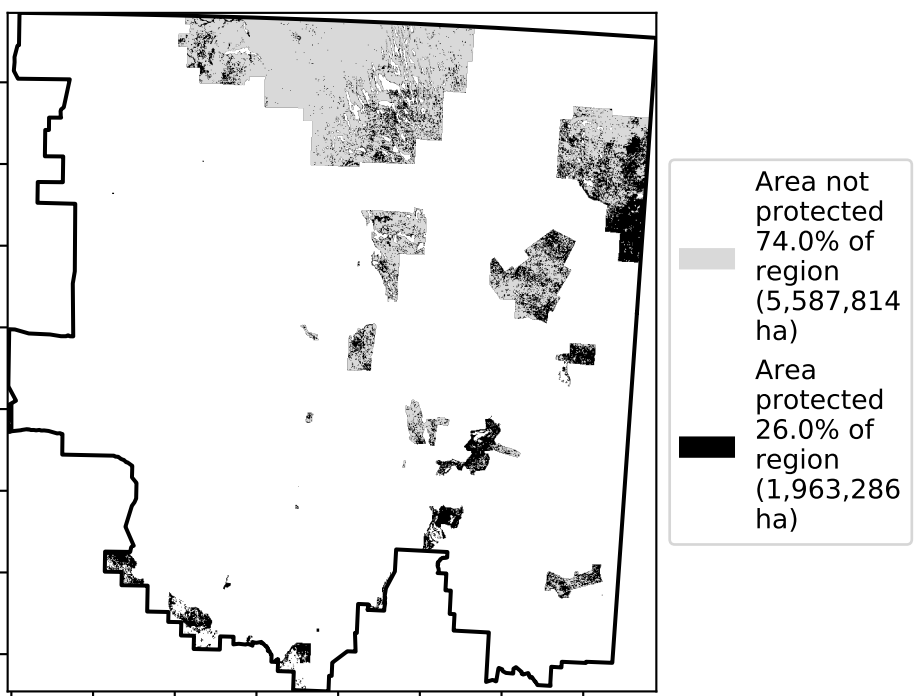 Area not
protected
74.0% of
region
(5,587,814
ha)
Area
protected
26.0% of
region
(1,963,286
ha)